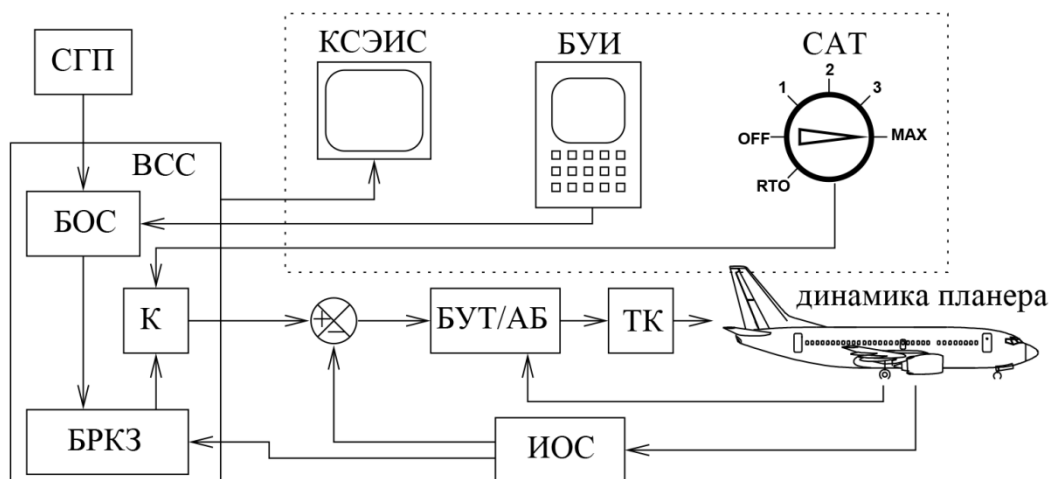 СГП
КСЭИС
БУИ
САТ
1
2
3
OFF
MAX
RTO
ВСС
БОС
К
+
−
БУТ/АБ
ТК
динамика планера
БРКЗ
ИОС